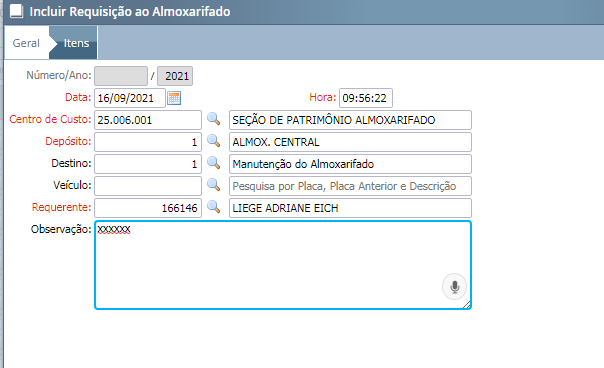 Incluir Requisição ao Almoxarifado
Geral Itens
Número/Ano: / 2021
Data: 16/09/2021 Hora: 09:56:22
Centro de Custo: 25.006.001 SEÇÃO DE PATRIMÔNIO ALMOXARIFADO
Depósito: 1 ALMOX. CENTRAL
Destino: 1 Manutenção do Almoxarifado
Veículo: Pesquisa por Placa, Placa Anterior e Descrição
Requerente: 166146 LIEGE ADRIANE EICH
Observação: xxxxxx